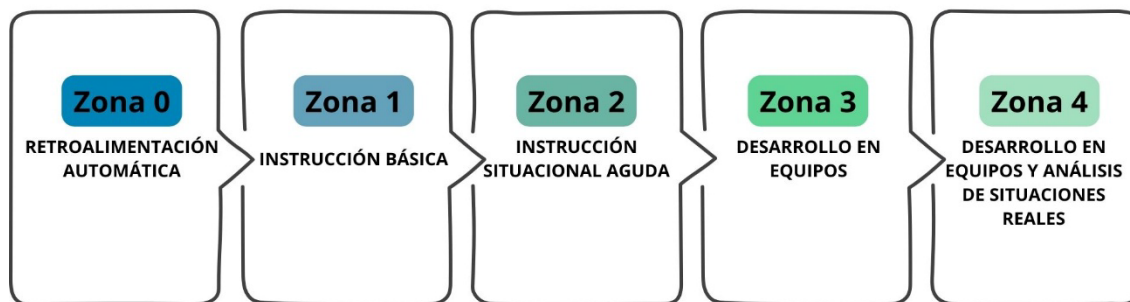 Zona 0
RETROALIMENTACIÓN
AUTOMÁTICA
Zona 1
INSTRUCCIÓN BÁSICA
Zona 2
INSTRUCCIÓN
SITUACIONAL AGUDA
Zona 3
DESARROLLO EN
EQUIPOS
Zona 4
DESARROLLO EN
EQUIPOS Y ANÁLISIS
DE SITUACIONES
REALES